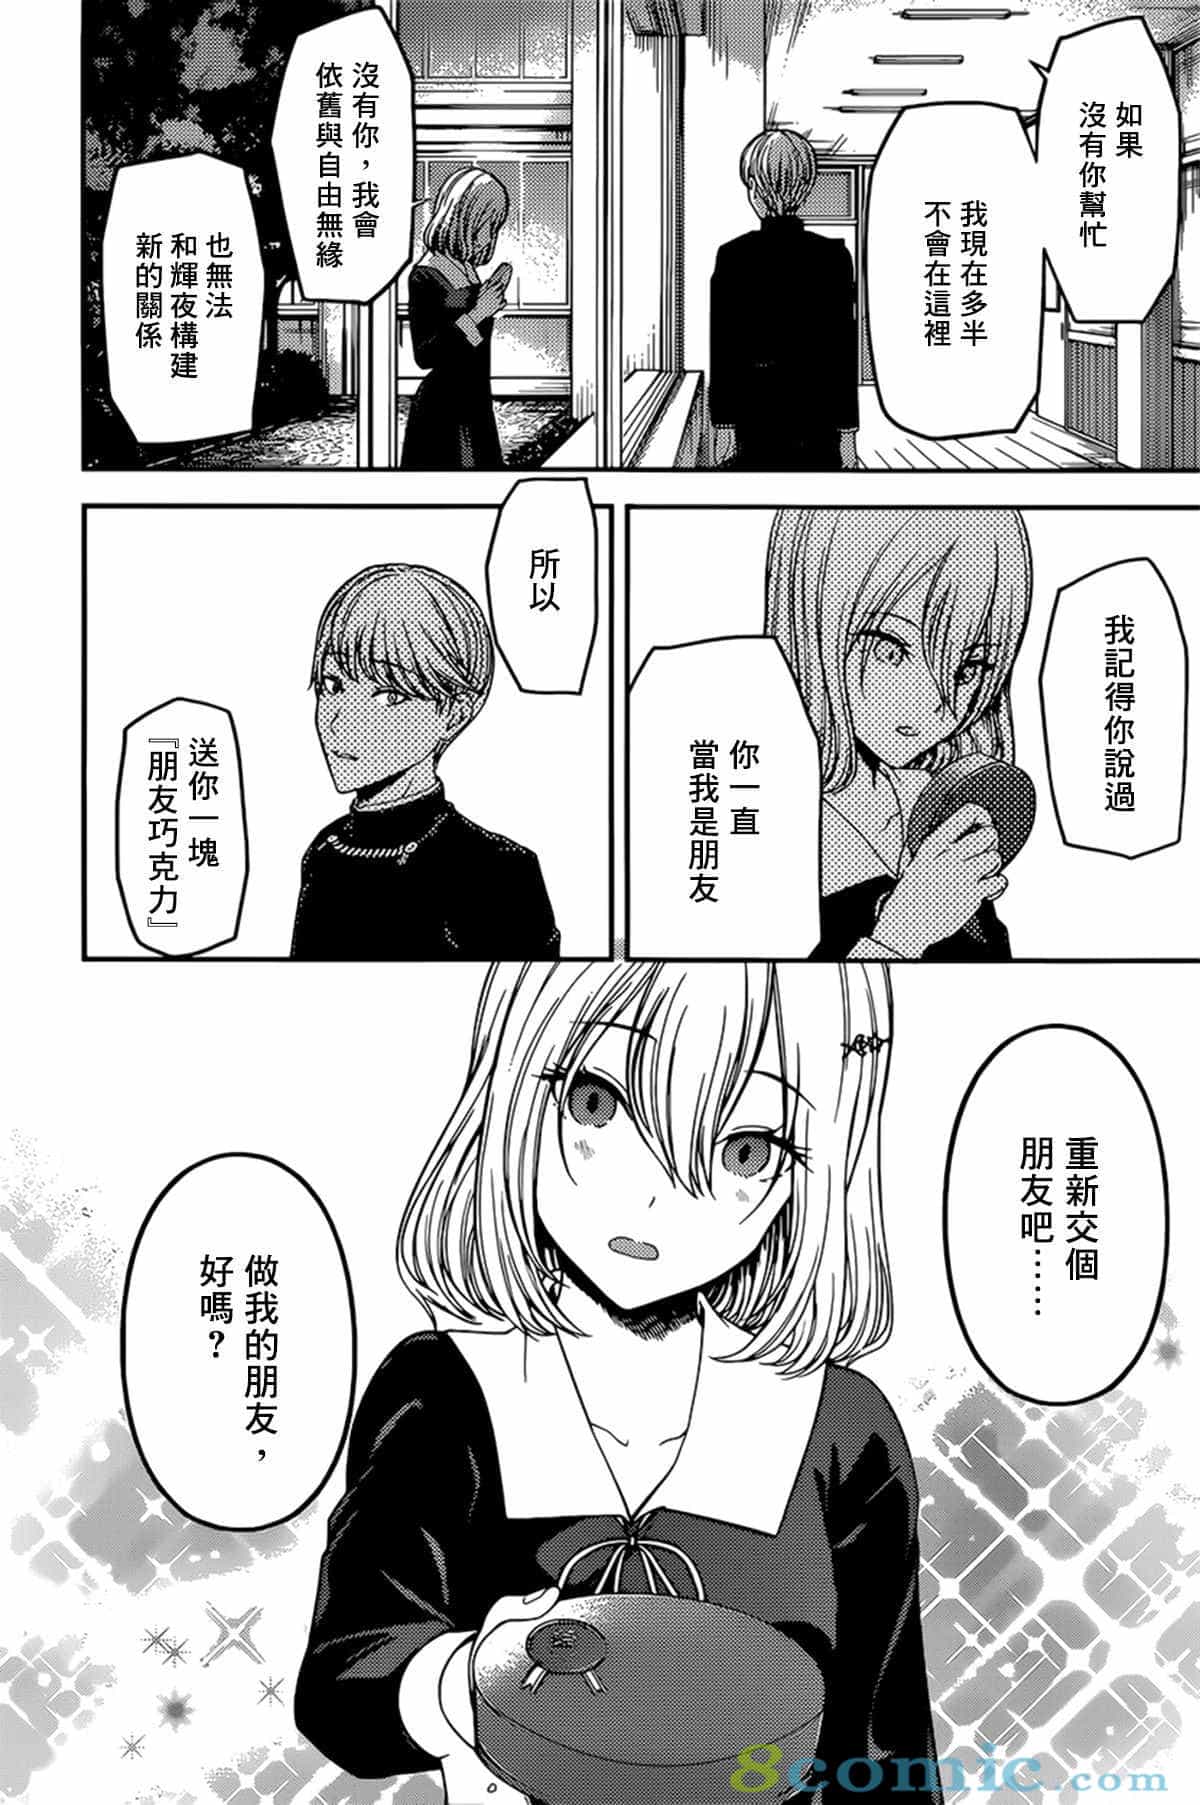 如果
沒有你幫忙
我現在多半
不會在這裡
沒有你，我會
依舊與自由無緣
也無法
和輝夜構建
新的關係
我記得你說過
你一直
當我是朋友
所以
送你一塊
『朋友巧克力』
重新交個
朋友吧……
做我的朋友，
好嗎？
8comic.com